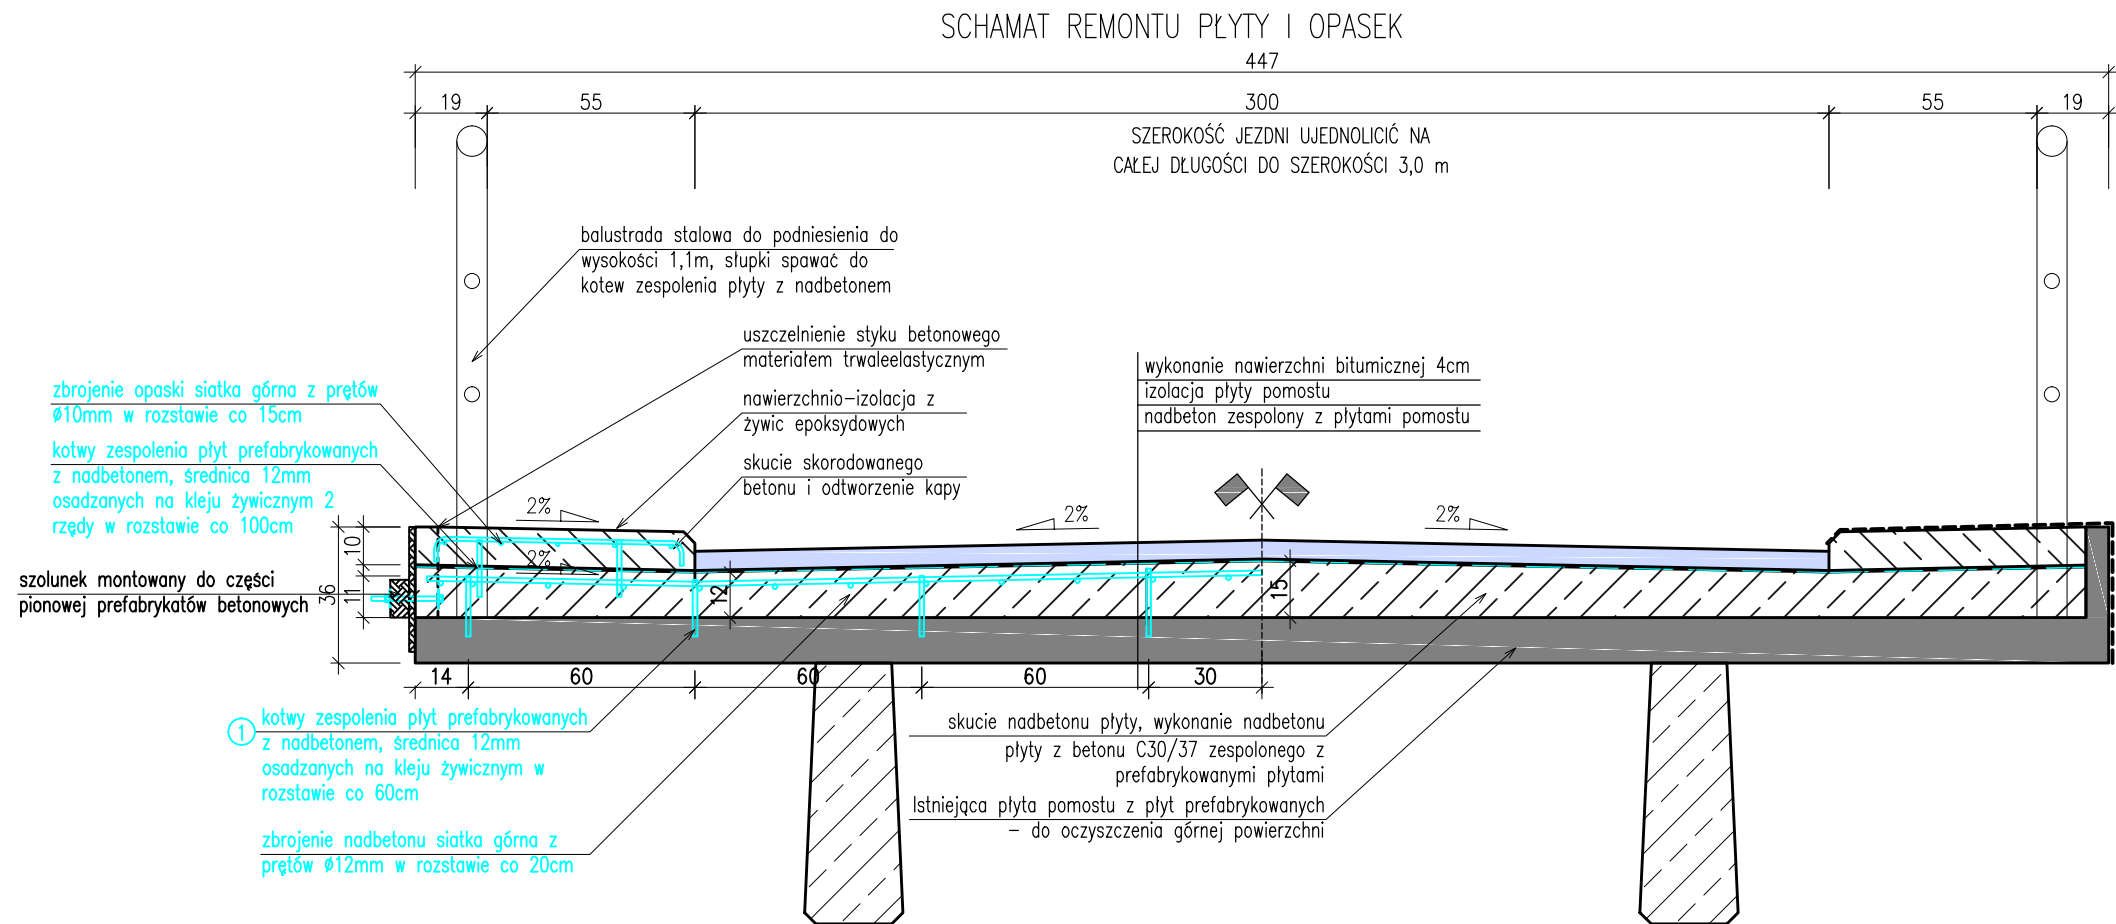 SCHAMAT REMONTU PŁYTY I OPASEK
447
19
55
300
55
19
SZEROKOŚĆ JEZDNI UJEDNOLICIĆ NA
CAŁEJ DŁUGOŚCI DO SZEROKOŚCI 3,0 m
balustrada stalowa do podniesienia do
wysokości 1,1m, słupki spawać do
kotew zespolenia płyty z nadbetonem
uszczelnienie styku betonowego
materiałem trwaleelastycznym
nawierzchnio-izolacja z
żywic epoksydowych
skucie skorodowanego
betonu i odtworzenie kapy
wykonanie nawierzchni bitumicznej 4cm
izolacja płyty pomostu
nadbeton zespolony z płytami pomostu
zbrojenie opaski siatka górna z prętów
ø10mm w rozstawie co 15cm
kotwy zespolenia płyt prefabrykowanych
z nadbetonem, średnica 12mm
osadzanych na kleju żywicznym 2
rzędy w rozstawie co 100cm
szolunek montowany do części
pionowej prefabrykatów betonowych
2%
2%
2%
2%
10
11
36
12
15
14
60
60
60
30
1
kotwy zespolenia płyt prefabrykowanych
z nadbetonem, średnica 12mm
osadzanych na kleju żywicznym w
rozstawie co 60cm
zbrojenie nadbetonu siatka górna z
prętów ø12mm w rozstawie co 20cm
skucie nadbetonu płyty, wykonanie nadbetonu
płyty z betonu C30/37 zespolonego z
prefabrykowanymi płytami
Istniejąca płyta pomostu z płyt prefabrykowanych
– do oczyszczenia górnej powierzchni